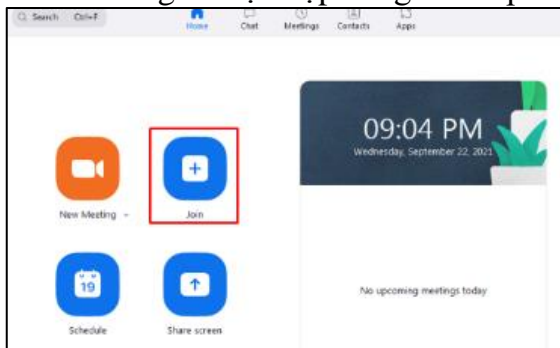 Search Ctrl+F
Home Chat Meetings Contacts Apps
09:04 PM
Wednesday, September 22, 2021
New Meeting
Join
19
Schedule
Share screen
No upcoming meetings today